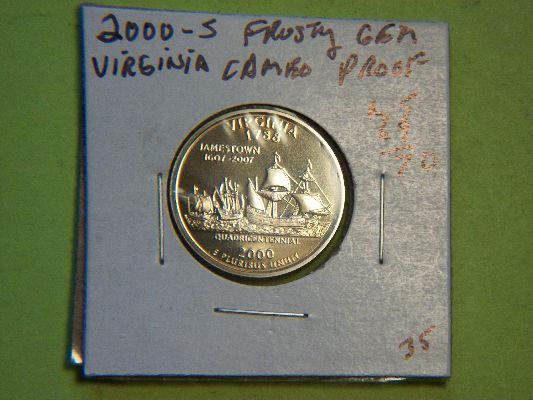 2000-S FROSTY GEM
VIRGINIA CAMEO PROOF
VIRGINIA
1788
JAMESTOWN
1607-2007
QUADRICENTENNIAL
2000
E PLURIBUS UNUM
35